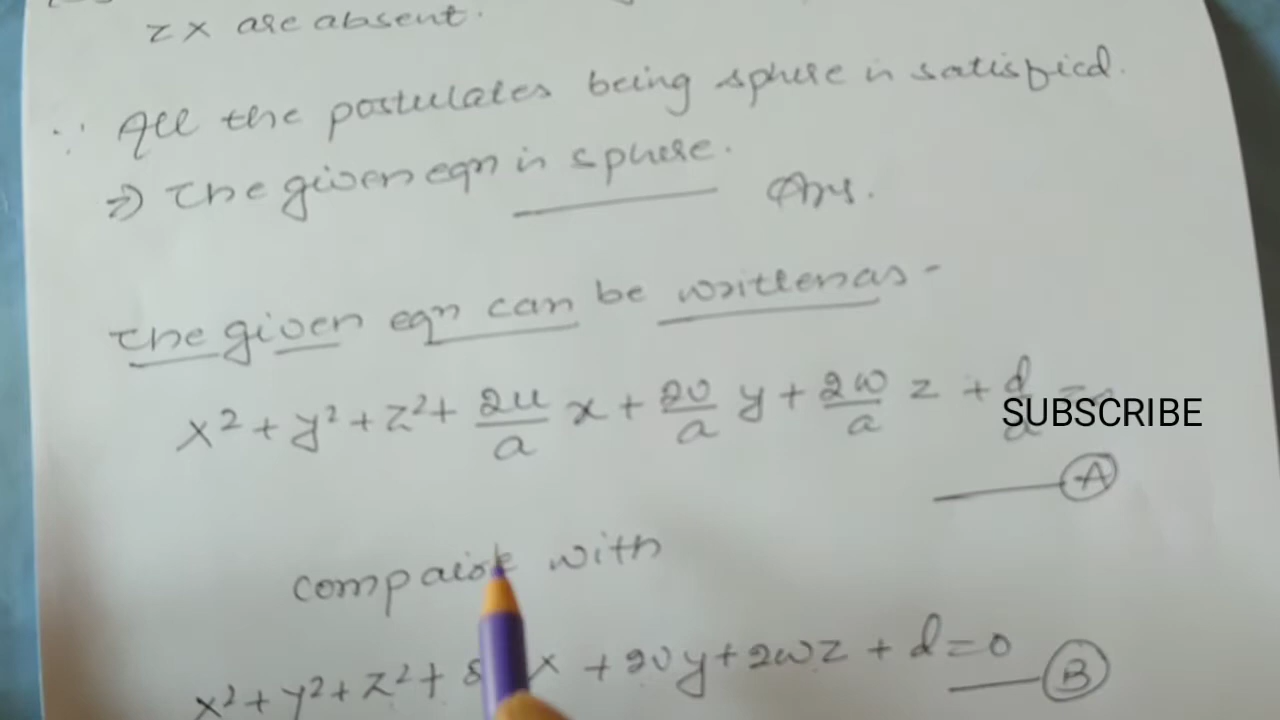 zx are absent.
∵ All the postulates being sphere is satisfied.
⇒ The given eqn is sphere. Ans.
The given eqn can be written as -
x² + y² + z² + 2u/a x + 2v/a y + 2w/a z + d/a =
SUBSCRIBE
A
compare with
x² + y² + z² + x + 2vy + 2wz + d = 0
B